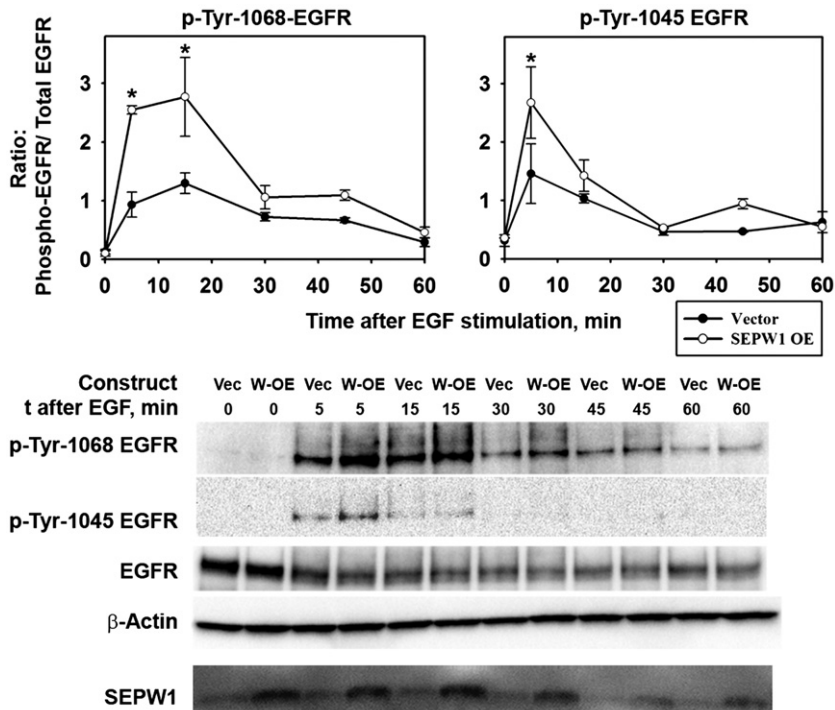 p-Tyr-1068-EGFR
p-Tyr-1045 EGFR
Ratio:
Phospho-EGFR/ Total EGFR
3
2
1
0
3
2
1
0
*
*
*
0 10 20 30 40 50 60
0 10 20 30 40 50 60
Time after EGF stimulation, min
Vector
SEPW1 OE
Construct Vec W-OE Vec W-OE Vec W-OE Vec W-OE Vec W-OE Vec W-OE
t after EGF, min 0 0 5 5 15 15 30 30 45 45 60 60
p-Tyr-1068 EGFR
p-Tyr-1045 EGFR
EGFR
β-Actin
SEPW1